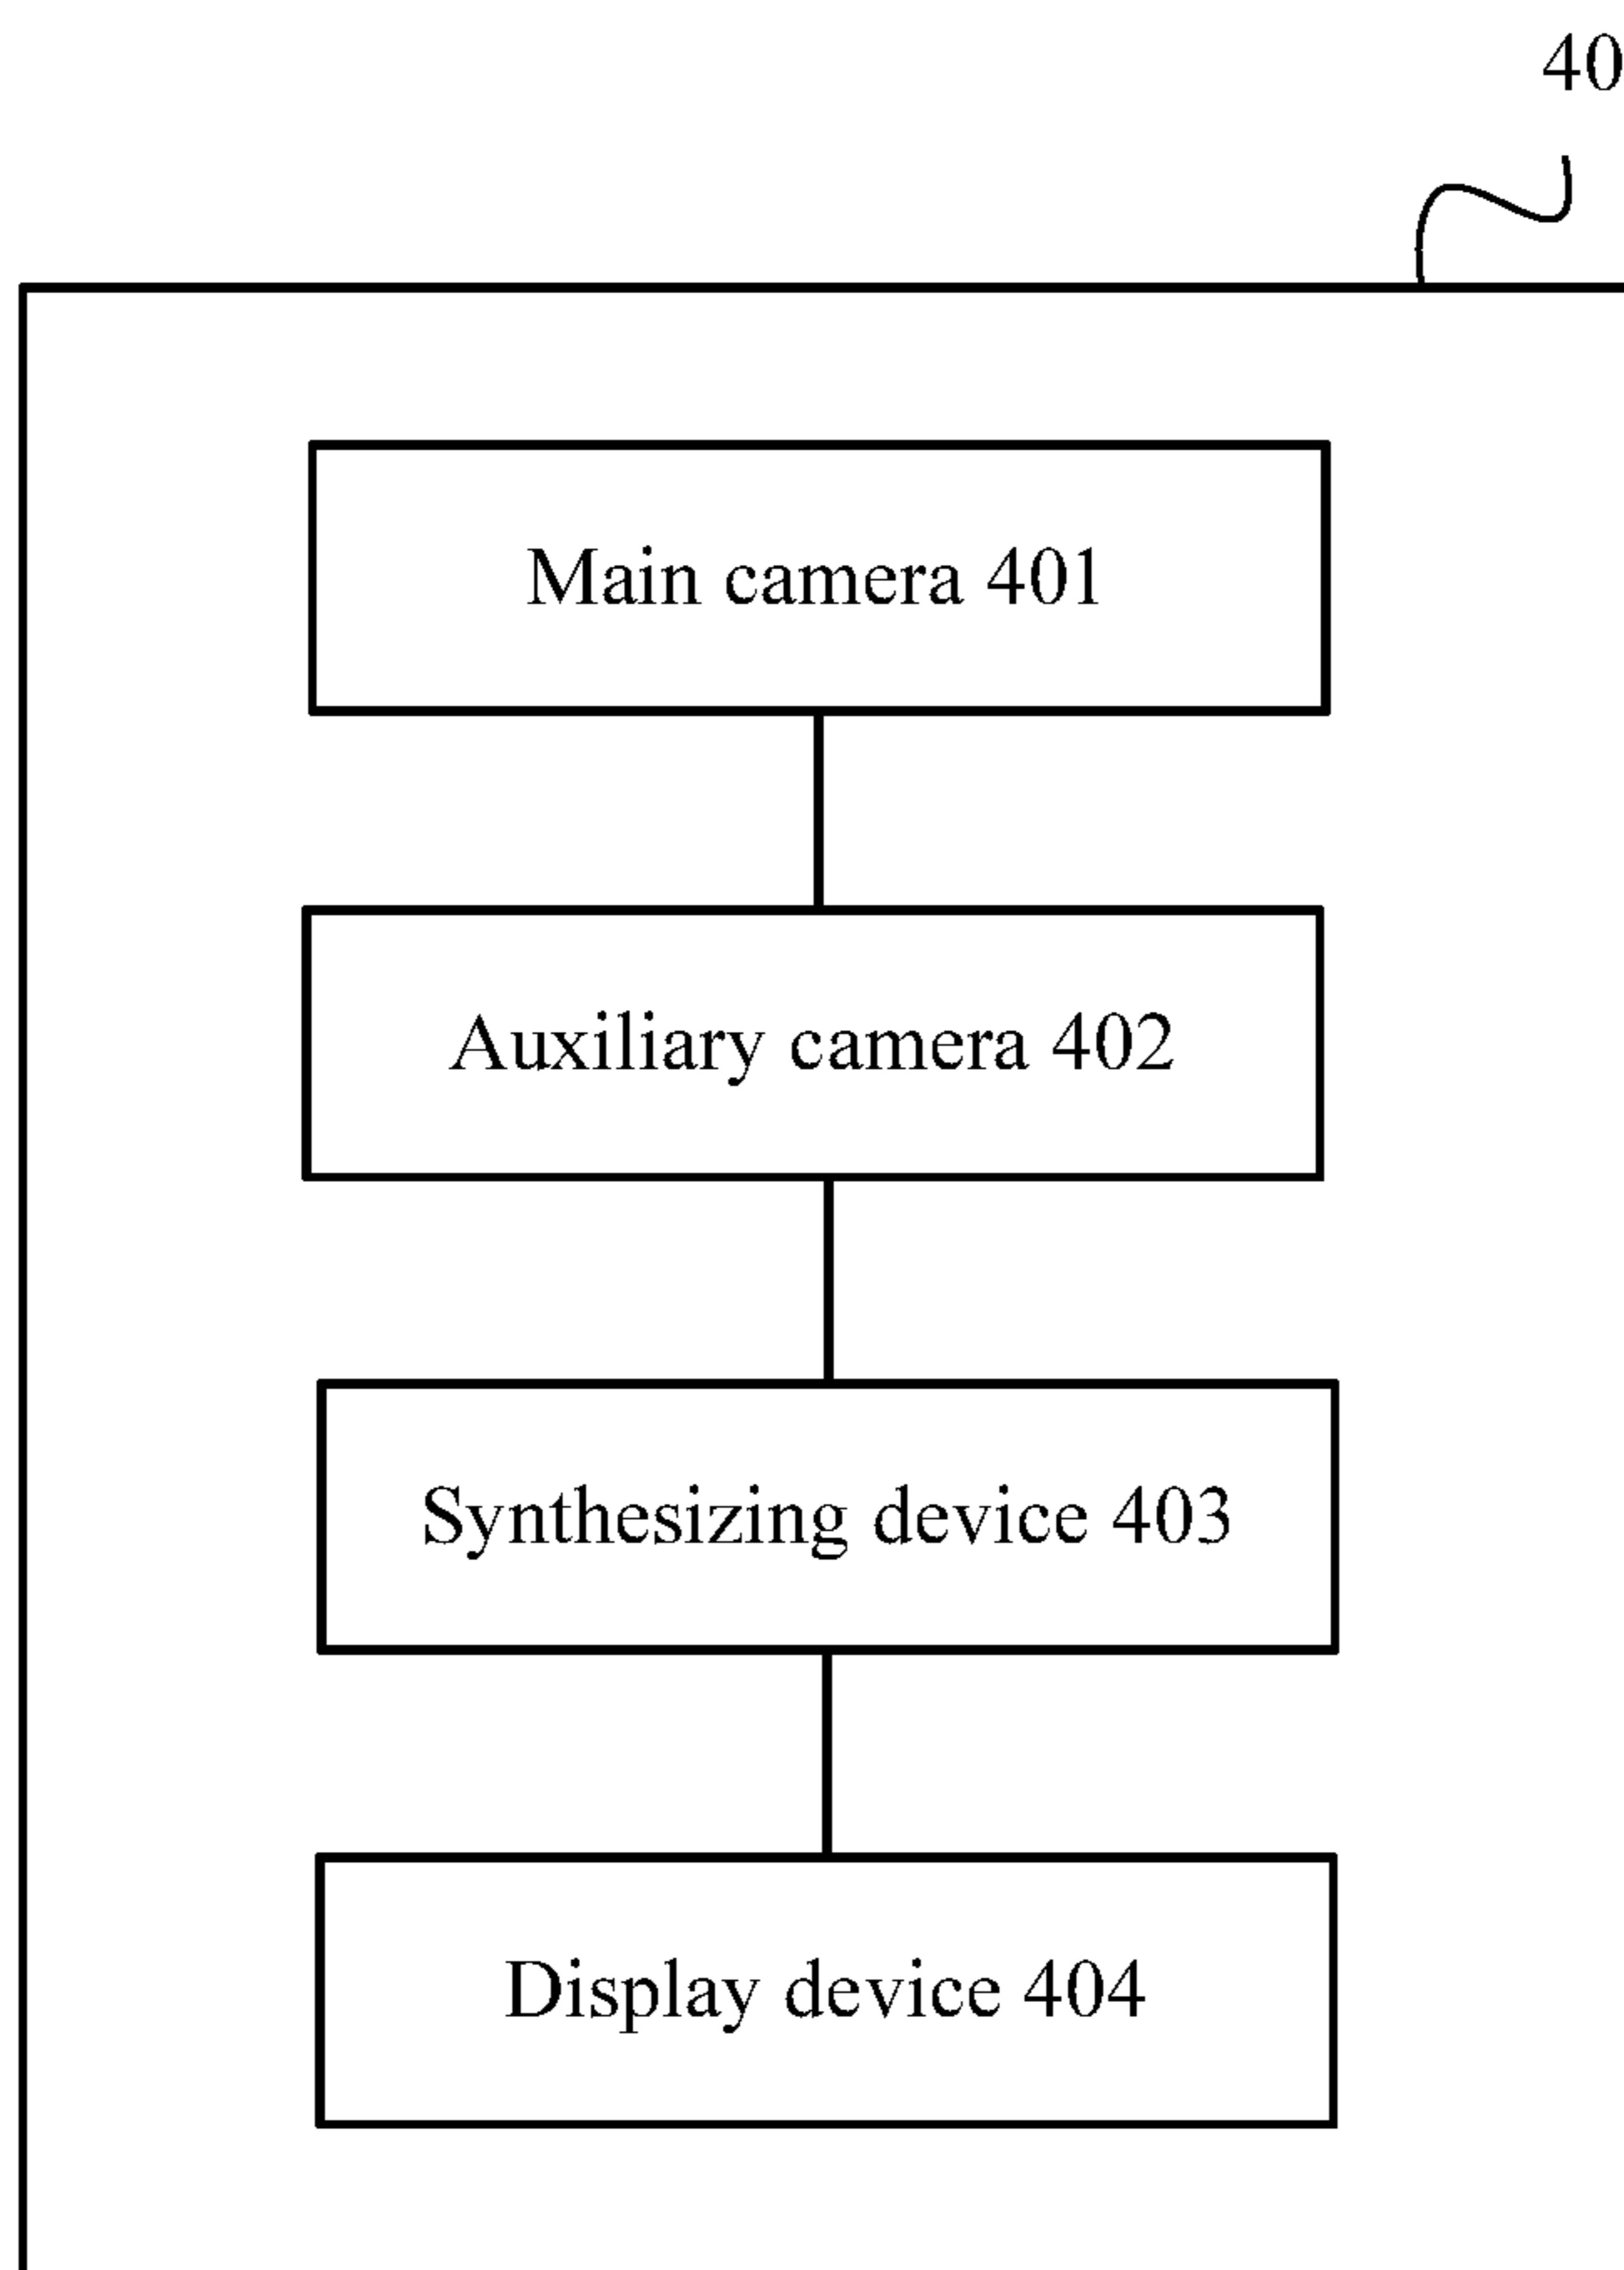 40
Main camera 401
Auxiliary camera 402
Synthesizing device 403
Display device 404